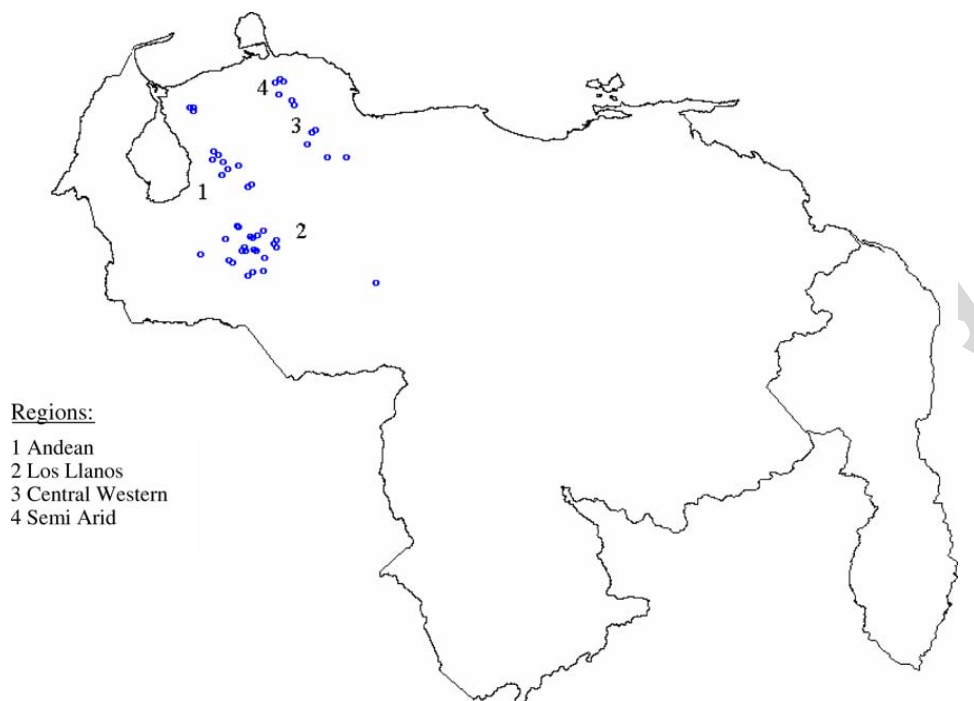 4
3
1
2
Regions:
1 Andean
2 Los Llanos
3 Central Western
4 Semi Arid